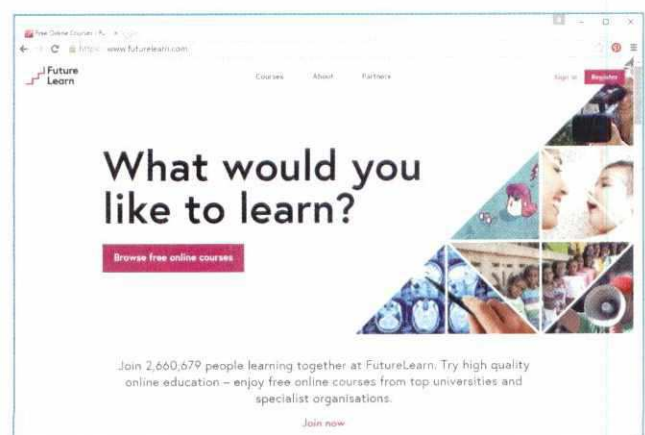 Free Online Courses
https www.futurelearn.com
Future
Learn
Courses About Partners
Sign in Register
What would you
like to learn?
Browse free online courses
Join 2,660,679 people learning together at FutureLearn. Try high quality
online education – enjoy free online courses from top universities and
specialist organisations.
Join now